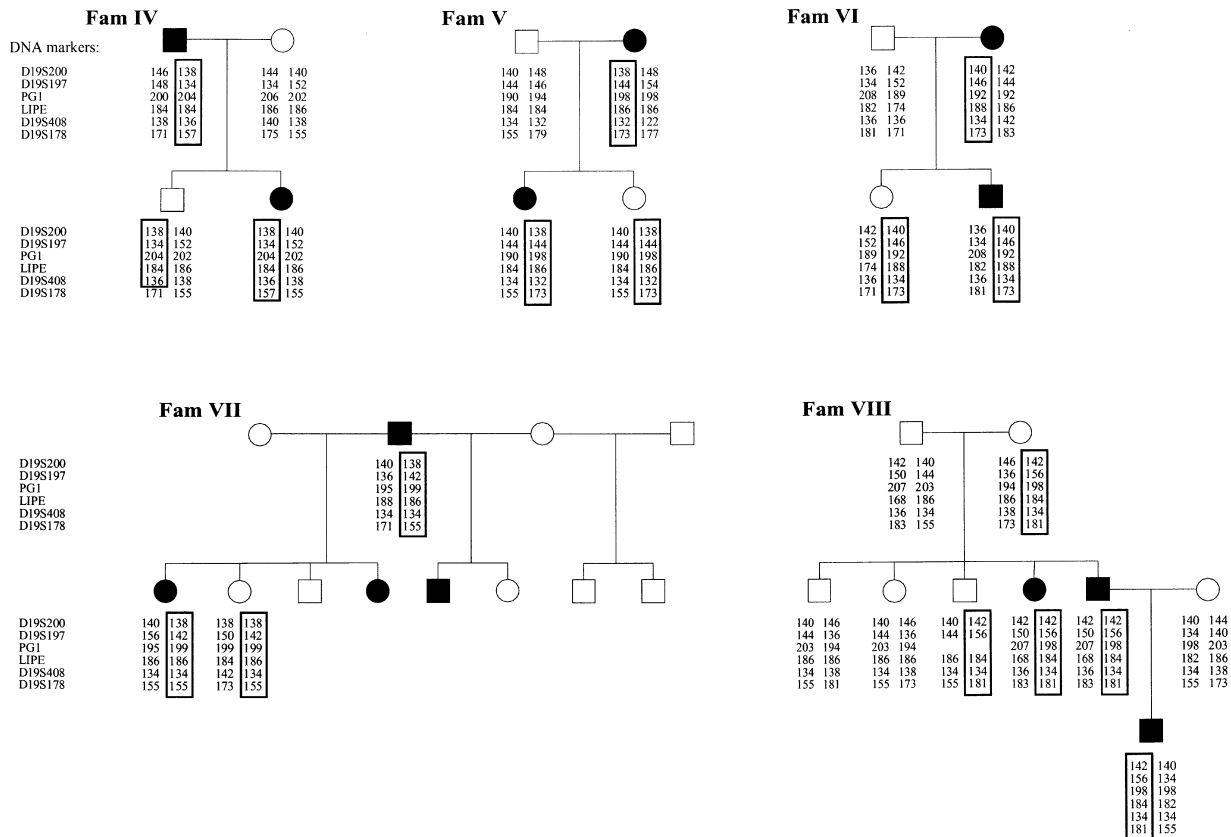 Fam IV Fam V Fam VI
DNA markers:
D19S200 146 138 144 140 140 148 138 148 136 142 140 142
D19S197 148 134 134 152 144 146 144 154 134 152 146 144
PG1 200 204 206 202 190 194 198 198 208 189 192 192
LIPE 184 184 186 186 184 186 186 186 182 174 188 186
D19S408 138 136 140 138 134 132 132 122 136 136 134 142
D19S178 171 157 175 155 155 179 173 177 181 171 173 183
D19S200 138 140 138 140 140 138 140 138 142 140 136 140
D19S197 134 152 134 152 144 144 144 144 152 146 134 146
PG1 204 202 204 202 190 198 190 198 189 192 208 192
LIPE 184 186 184 186 184 186 184 186 174 188 182 188
D19S408 136 138 136 138 134 132 134 132 136 134 136 134
D19S178 171 155 157 155 155 173 155 173 171 173 181 173
Fam VII Fam VIII
D19S200 140 138 142 140 146 142
D19S197 136 142 150 144 136 156
PG1 195 199 207 203 194 198
LIPE 188 186 168 186 186 184
D19S408 134 134 136 134 138 134
D19S178 171 155 183 155 173 181
D19S200 140 138 138 138 140 146 140 146 140 142 142 142 142 142 140 144
D19S197 156 142 150 142 144 136 144 136 144 156 150 156 150 156 134 140
PG1 195 199 199 199 203 194 203 194 207 198 207 198 198 203
LIPE 186 186 184 186 186 186 186 186 186 184 168 184 168 184 182 186
D19S408 134 134 142 134 134 138 134 138 134 134 136 134 136 134 134 138
D19S178 155 155 173 155 155 181 155 173 155 181 183 181 183 181 155 173
142 140
156 134
198 198
184 182
134 134
181 155